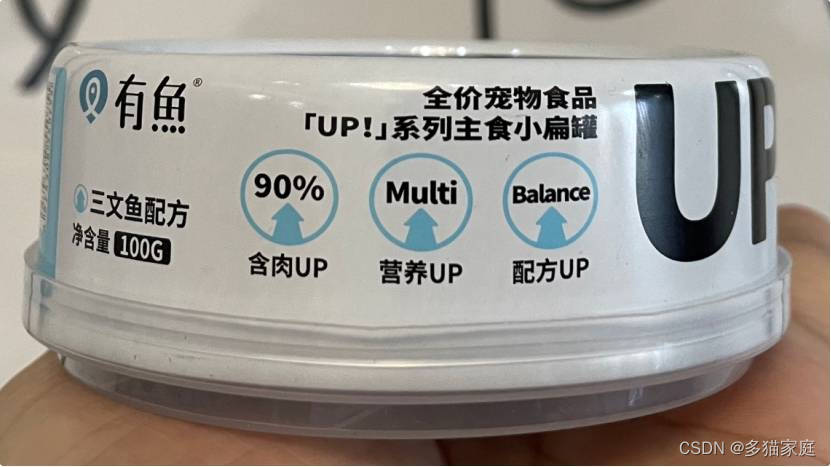 有魚®
全价宠物食品
「UP!」系列主食小扁罐
三文鱼配方
净含量 100G
90%
含肉UP
Multi
营养UP
Balance
配方UP
UP
CSDN @多猫家庭